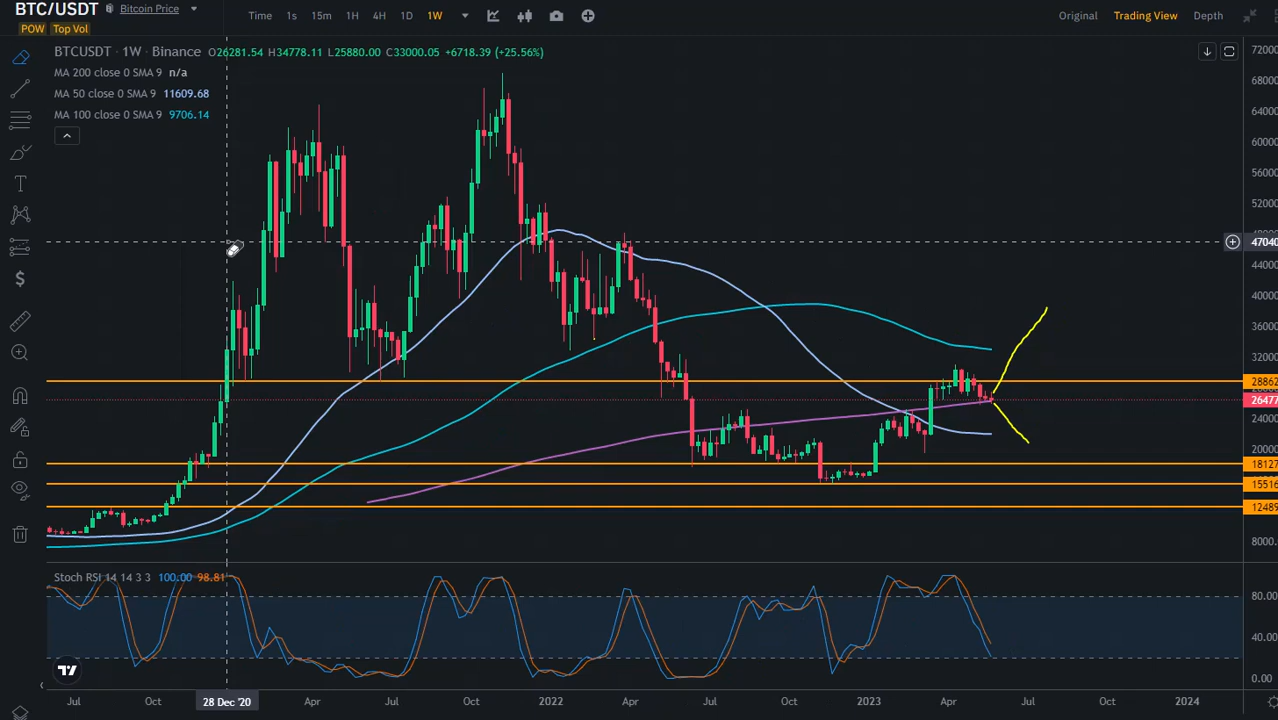 BTC/USDT Bitcoin Price
POW Top Vol
Time 1s 15m 1H 4H 1D 1W
Original Trading View Depth
BTCUSDT · 1W · Binance O26281.54 H34778.11 L25880.00 C33000.05 +6718.39 (+25.56%)
MA 200 close 0 SMA 9 n/a
MA 50 close 0 SMA 9 11609.68
MA 100 close 0 SMA 9 9706.14
72000
68000
64000
60000
56000
52000
47040
44000
40000
36000
32000
28862
26477
24000
20000
18127
15516
12489
8000.
Stoch RSI 14 14 3 3 100.00 98.81
80.00
40.00
0.00
Jul Oct 28 Dec '20 Apr Jul Oct 2022 Apr Jul Oct 2023 Apr Jul Oct 2024